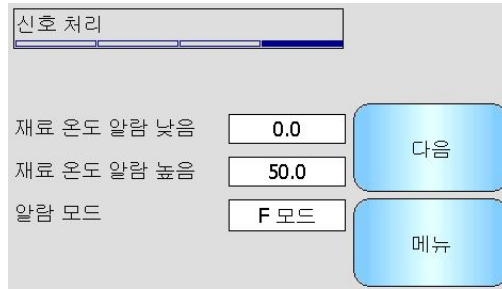 신호 처리
재료 온도 알람 낮음 0.0
다음
재료 온도 알람 높음 50.0
알람 모드 F 모드
메뉴